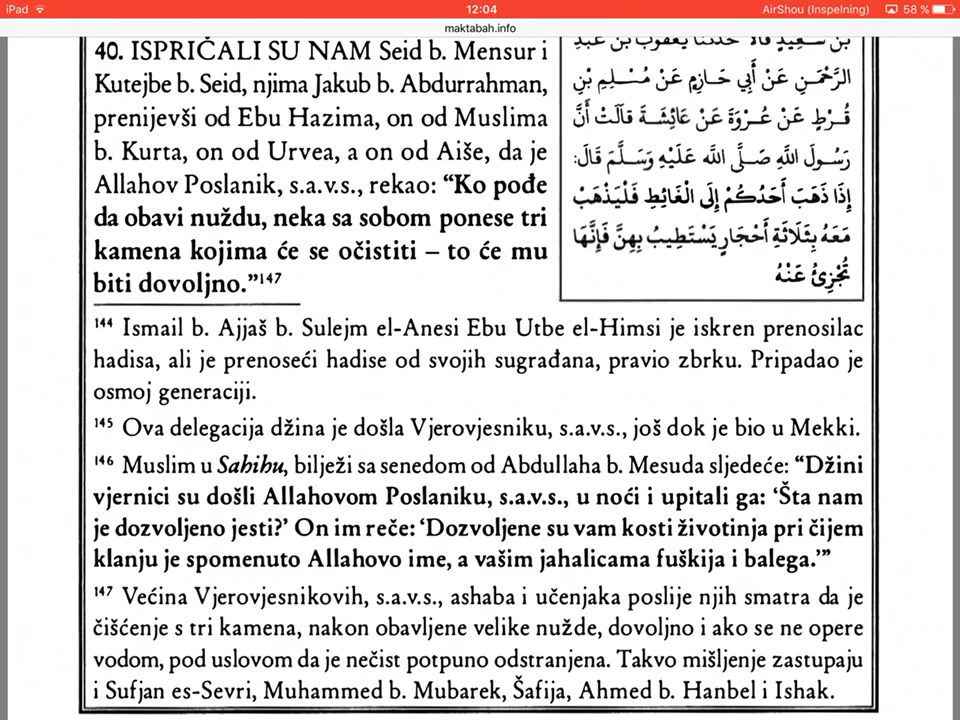 iPad 12:04 AirShou (Inspelning) 58 %
maktabah.info
40. ISPRIČALI SU NAM Seid b. Mensur i
Kutejbe b. Seid, njima Jakub b. Abdurrahman,
prenijevši od Ebu Hazima, on od Muslima
b. Kurta, on od Urvea, a on od Aiše, da je
Allahov Poslanik, s.a.v.s., rekao: “Ko pođe
da obavi nuždu, neka sa sobom ponese tri
kamena kojima će se očistiti – to će mu
biti dovoljno.”¹⁴⁷
بْنُ سَعِيدٍ قَالَا حَدَّثَنَا يَعْقُوبُ بْنُ عَبْدِ
الرَّحْمَنِ عَنْ أَبِي حَازِمٍ عَنْ مُسْلِمِ بْنِ
قُرْطٍ عَنْ عُرْوَةَ عَنْ عَائِشَةَ قَالَتْ أَنَّ
رَسُولَ اللَّهِ صَلَّى اللَّه عَلَيْهِ وَسَلَّمَ قَالَ:
إِذَا ذَهَبَ أَحَدُكُمْ إِلَى الْغَائِطِ فَلْيَذْهَبْ
مَعَهُ بِثَلَاثَةِ أَحْجَارٍ يَسْتَطِيبُ بِهِنَّ فَإِنَّهَا
تُجْزِئُ عَنْهُ
¹⁴⁴ Ismail b. Ajjaš b. Sulejm el-Anesi Ebu Utbe el-Himsi je iskren prenosilac
hadisa, ali je prenoseći hadise od svojih sugrađana, pravio zbrku. Pripadao je
osmoj generaciji.
¹⁴⁵ Ova delegacija džina je došla Vjerovjesniku, s.a.v.s., još dok je bio u Mekki.
¹⁴⁶ Muslim u Sahihu, bilježi sa senedom od Abdullaha b. Mesuda sljedeće: “Džini
vjernici su došli Allahovom Poslaniku, s.a.v.s., u noći i upitali ga: ‘Šta nam
je dozvoljeno jesti?’ On im reče: ‘Dozvoljene su vam kosti životinja pri čijem
klanju je spomenuto Allahovo ime, a vašim jahalicama fuškija i balega.’”
¹⁴⁷ Većina Vjerovjesnikovih, s.a.v.s., ashaba i učenjaka poslije njih smatra da je
čišćenje s tri kamena, nakon obavljene velike nužde, dovoljno i ako se ne opere
vodom, pod uslovom da je nečist potpuno odstranjena. Takvo mišljenje zastupaju
i Sufjan es-Sevri, Muhammed b. Mubarek, Šafija, Ahmed b. Hanbel i Ishak.